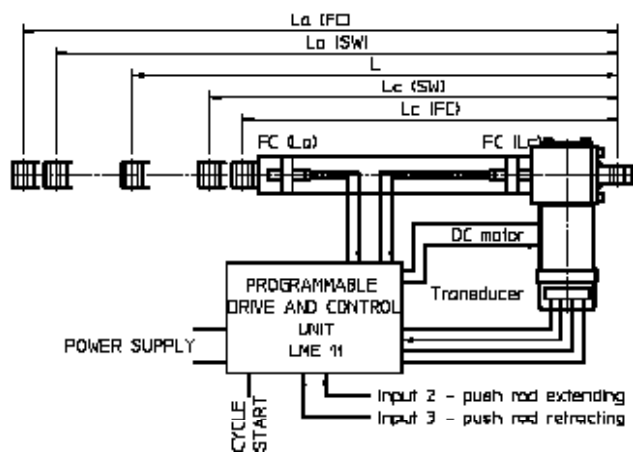 La (FC)
La (SW)
L
Lc (SW)
Lc (FC)
FC (La)
FC (Lc)
DC motor
PROGRAMMABLE
DRIVE AND CONTROL
UNIT
LME 11
Transducer
POWER SUPPLY
CYCLE
START
Input 2 - push rod extending
Input 3 - push rod retracting